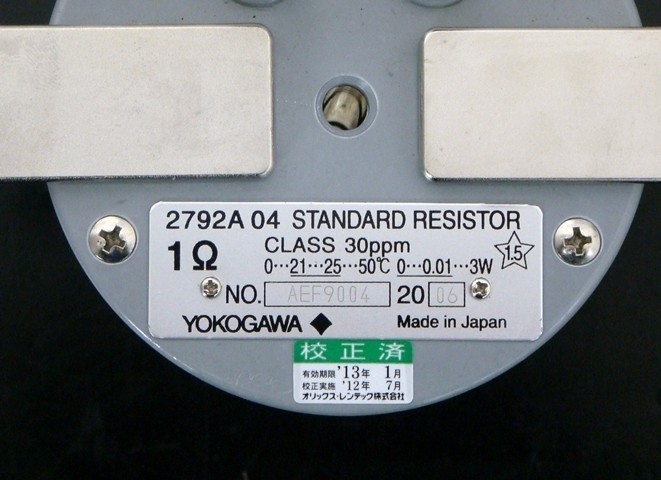 2792A 04 STANDARD RESISTOR
1Ω CLASS 30ppm
1.5
0…21…25…50℃ 0…0.01…3W
NO. AEF9004 2006
YOKOGAWA ◆ Made in Japan
校正済
有効期限 '13年 1月
校正実施 '12年 7月
オリックス・レンテック株式会社